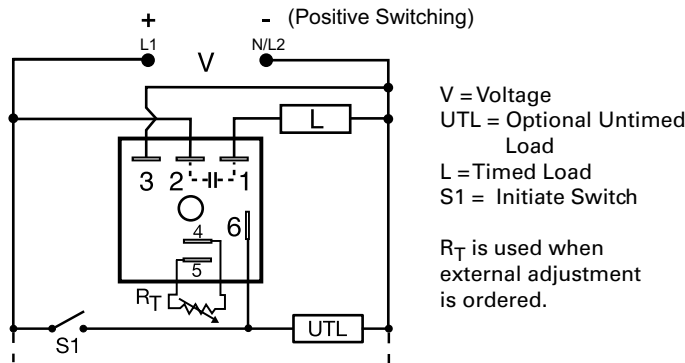 + - (Positive Switching)
L1 V N/L2
L
3 2 1
6
4
5
RT
S1 UTL
V = Voltage
UTL = Optional Untimed
Load
L = Timed Load
S1 = Initiate Switch
RT is used when
external adjustment
is ordered.